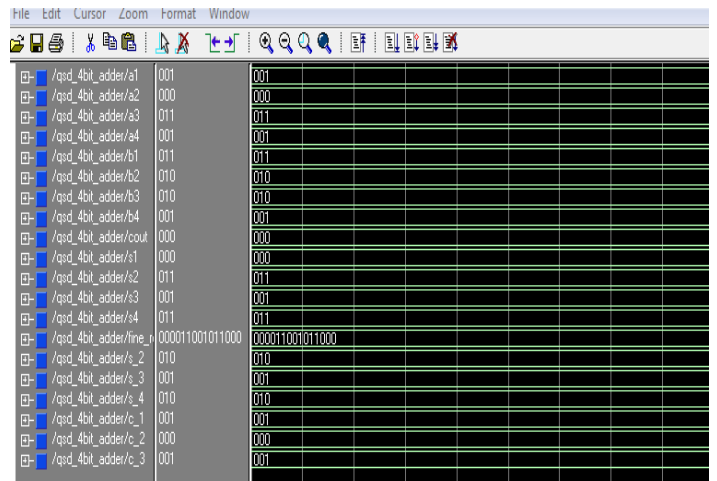 File Edit Cursor Zoom Format Window
/qsd_4bit_adder/a1 001 001
/qsd_4bit_adder/a2 000 000
/qsd_4bit_adder/a3 011 011
/qsd_4bit_adder/a4 001 001
/qsd_4bit_adder/b1 011 011
/qsd_4bit_adder/b2 010 010
/qsd_4bit_adder/b3 010 010
/qsd_4bit_adder/b4 001 001
/qsd_4bit_adder/cout 000 000
/qsd_4bit_adder/s1 000 000
/qsd_4bit_adder/s2 011 011
/qsd_4bit_adder/s3 001 001
/qsd_4bit_adder/s4 011 011
/qsd_4bit_adder/fine_r 000011001011000 000011001011000
/qsd_4bit_adder/s_2 010 010
/qsd_4bit_adder/s_3 001 001
/qsd_4bit_adder/s_4 010 010
/qsd_4bit_adder/c_1 001 001
/qsd_4bit_adder/c_2 000 000
/qsd_4bit_adder/c_3 001 001